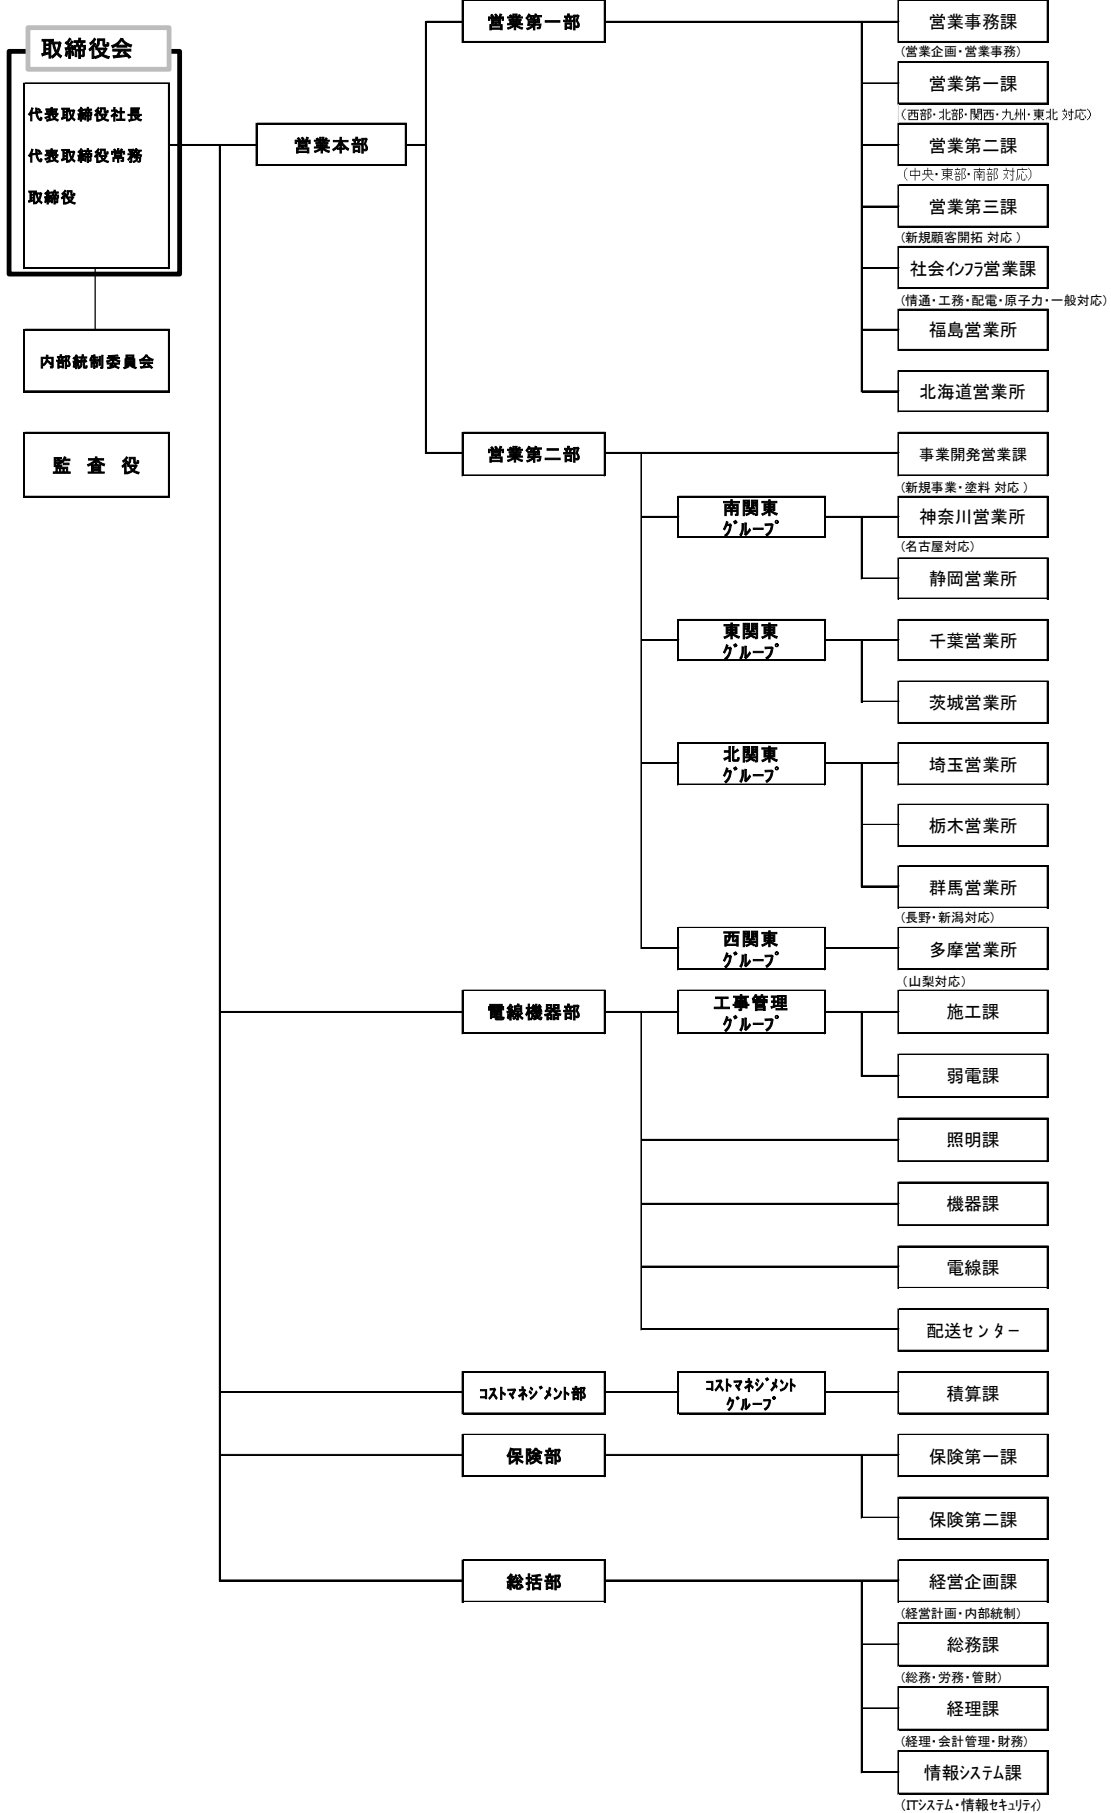 取締役会
代表取締役社長
代表取締役常務
取締役
内部統制委員会
監 査 役
営業本部
営業第一部
営業事務課
(営業企画・営業事務)
営業第一課
(西部・北部・関西・九州・東北 対応)
営業第二課
(中央・東部・南部 対応)
営業第三課
(新規顧客開拓 対応 )
社会ｲﾝﾌﾗ営業課
(情通・工務・配電・原子力・一般対応)
福島営業所
北海道営業所
営業第二部
事業開発営業課
(新規事業・塗料 対応 )
南関東
ｸﾞﾙｰﾌﾟ
神奈川営業所
(名古屋対応)
静岡営業所
東関東
ｸﾞﾙｰﾌﾟ
千葉営業所
茨城営業所
北関東
ｸﾞﾙｰﾌﾟ
埼玉営業所
栃木営業所
群馬営業所
(長野・新潟対応)
西関東
ｸﾞﾙｰﾌﾟ
多摩営業所
(山梨対応)
電線機器部
工事管理
ｸﾞﾙｰﾌﾟ
施工課
弱電課
照明課
機器課
電線課
配送ｾﾝﾀｰ
ｺｽﾄﾏﾈｼﾞﾒﾝﾄ部
ｺｽﾄﾏﾈｼﾞﾒﾝﾄ
ｸﾞﾙｰﾌﾟ
積算課
保険部
保険第一課
保険第二課
総括部
経営企画課
(経営計画・内部統制)
総務課
(総務・労務・管財)
経理課
(経理・会計管理・財務)
情報ｼｽﾃﾑ課
(ITｼｽﾃﾑ・情報ｾｷｭﾘﾃｨ)